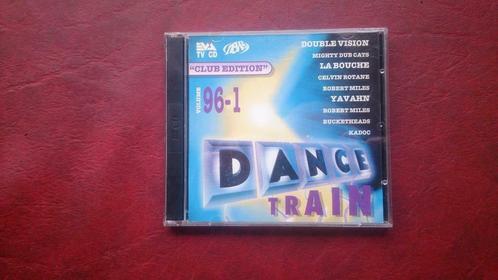 TV CD
"CLUB EDITION"
VOLUME
96-1
DOUBLE VISION
MIGHTY DUB CATS
LA BOUCHE
CELVIN ROTANE
ROBERT MILES
YAVAHN
ROBERT MILES
BUCKETHEADS
KADOC
DANCE
TRAIN